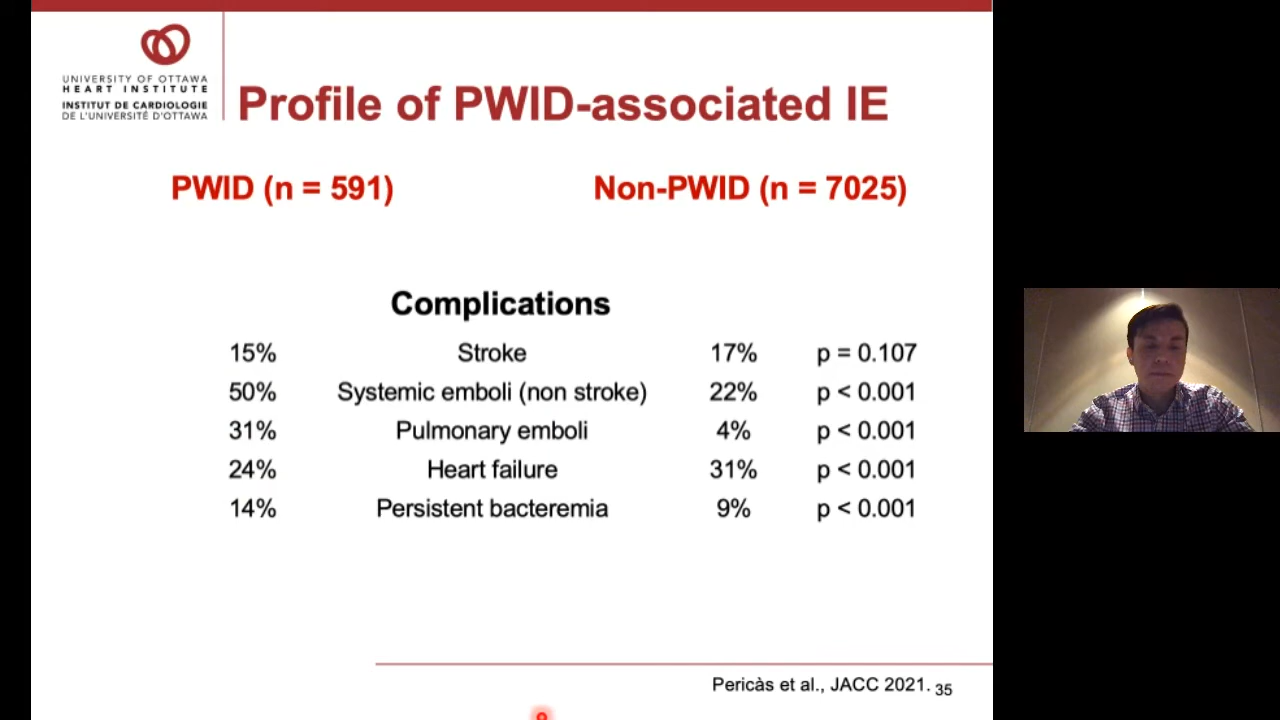 UNIVERSITY OF OTTAWA
HEART INSTITUTE
INSTITUT DE CARDIOLOGIE
DE L'UNIVERSITÉ D'OTTAWA
Profile of PWID-associated IE
PWID (n = 591) Non-PWID (n = 7025)
Complications
15% Stroke 17% p = 0.107
50% Systemic emboli (non stroke) 22% p < 0.001
31% Pulmonary emboli 4% p < 0.001
24% Heart failure 31% p < 0.001
14% Persistent bacteremia 9% p < 0.001
Pericàs et al., JACC 2021. 35